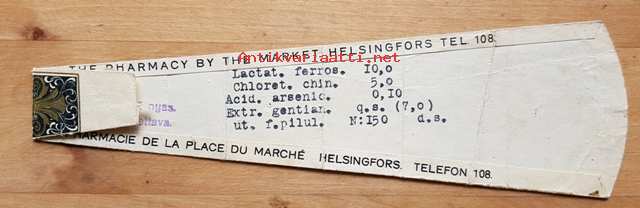 THE PHARMACY BY THE MARKET HELSINGFORS TEL. 108.
Antikvariaatti.net
Lactat. ferros. 10,0
Chloret. chin. 5,0
Acid. arsenic. 0,10
Extr. gentian. q.s. (7,0)
ut. f.pilul. N:150 d.s.
PHARMACIE DE LA PLACE DU MARCHÉ HELSINGFORS. TELEFON 108.